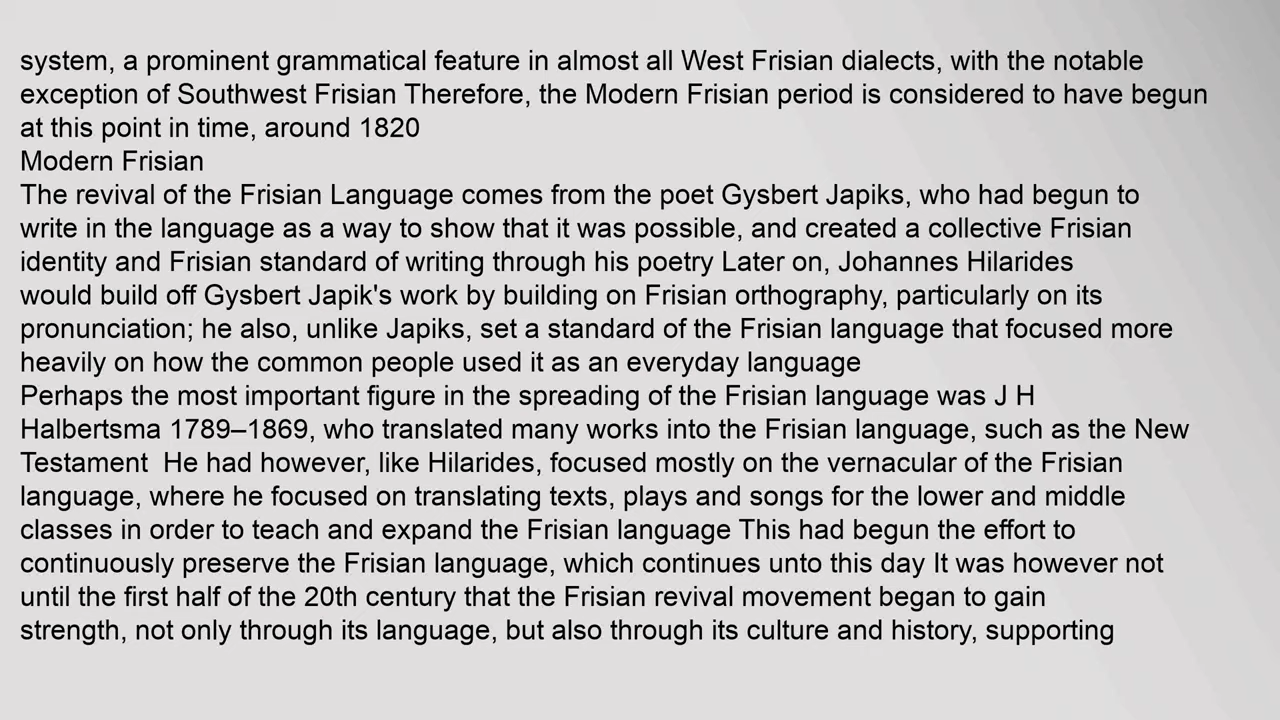 system, a prominent grammatical feature in almost all West Frisian dialects, with the notable
exception of Southwest Frisian Therefore, the Modern Frisian period is considered to have begun
at this point in time, around 1820
Modern Frisian
The revival of the Frisian Language comes from the poet Gysbert Japiks, who had begun to
write in the language as a way to show that it was possible, and created a collective Frisian
identity and Frisian standard of writing through his poetry Later on, Johannes Hilarides
would build off Gysbert Japik's work by building on Frisian orthography, particularly on its
pronunciation; he also, unlike Japiks, set a standard of the Frisian language that focused more
heavily on how the common people used it as an everyday language
Perhaps the most important figure in the spreading of the Frisian language was J H
Halbertsma 1789–1869, who translated many works into the Frisian language, such as the New
Testament  He had however, like Hilarides, focused mostly on the vernacular of the Frisian
language, where he focused on translating texts, plays and songs for the lower and middle
classes in order to teach and expand the Frisian language This had begun the effort to
continuously preserve the Frisian language, which continues unto this day It was however not
until the first half of the 20th century that the Frisian revival movement began to gain
strength, not only through its language, but also through its culture and history, supporting